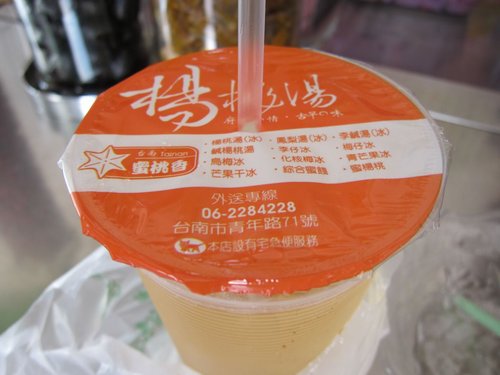 楊桃湯
府 情·古早の味
楊桃湯(冰)·鳳梨湯(冰)·李鹹湯(冰)
鹹楊桃湯·李仔冰·梅仔冰
烏梅冰·化核梅冰·青芒果冰
芒果干冰·綜合蜜餞·蜜楊桃
台南 Tainan
蜜桃香
外送專線
06-2284228
台南市青年路71號
本店設有宅急便服務